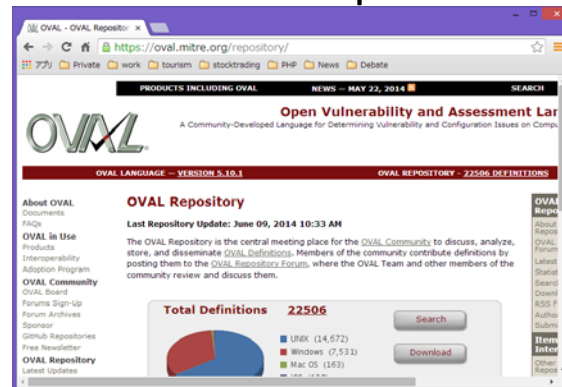 OVAL - OVAL Reposito
https://oval.mitre.org/repository/
アプリ Private work tourism stocktrading PHP News Debate
PRODUCTS INCLUDING OVAL NEWS — MAY 22, 2014 SEARCH
OVAL
Open Vulnerability and Assessment Lar
A Community-Developed Language for Determining Vulnerability and Configuration Issues on Compu
OVAL LANGUAGE — VERSION 5.10.1 OVAL REPOSITORY - 22506 DEFINITIONS
About OVAL
Documents
FAQs
OVAL in Use
Products
Interoperability
Adoption Program
OVAL Community
OVAL Board
Forums Sign-Up
Forum Archives
Sponsor
GitHub Repositories
Free Newsletter
OVAL Repository
Latest Updates
OVAL Repository
Last Repository Update: June 09, 2014 10:33 AM
The OVAL Repository is the central meeting place for the OVAL Community to discuss, analyze,
store, and disseminate OVAL Definitions. Members of the community contribute definitions by
posting them to the OVAL Repository Forum, where the OVAL Team and other members of the
community review and discuss them.
Total Definitions 22506
UNIX (14,672)
Windows (7,531)
Mac OS (163)
Search
Download
OVAL
Repo
About
Repos
OVAL
Forum
Latest
Statist
Searc
Downl
RSS F
Autho
Submi
Item
Inter
Other
Repos